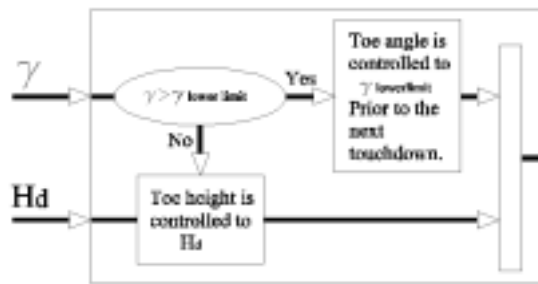 γ
γ>γ lower limit
Yes
Toe angle is
controlled to
γ lowerlimit
Prior to the
next
touchdown.
No
Hd
Toe height is
controlled to
Hd